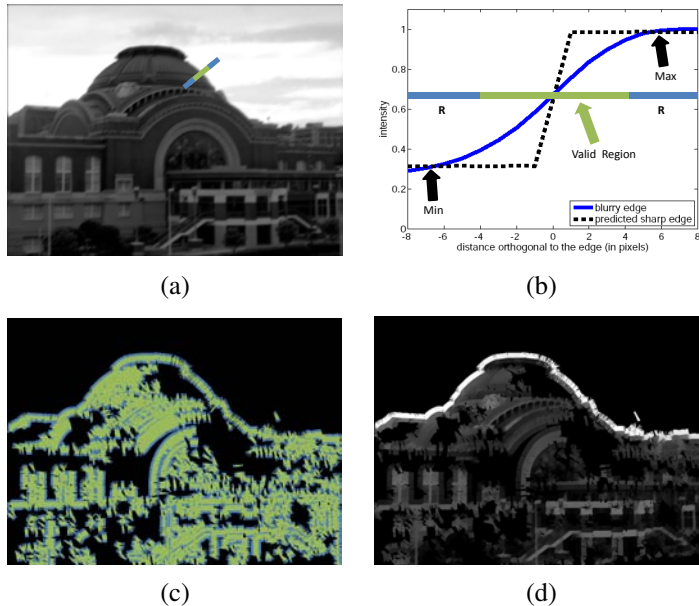 (a)
1
0.8
0.6
0.4
0.2
0
intensity
Max
R
R
Valid Region
Min
blurry edge
predicted sharp edge
-8 -6 -4 -2 0 2 4 6 8
distance orthogonal to the edge (in pixels)
(b)
(c)
(d)